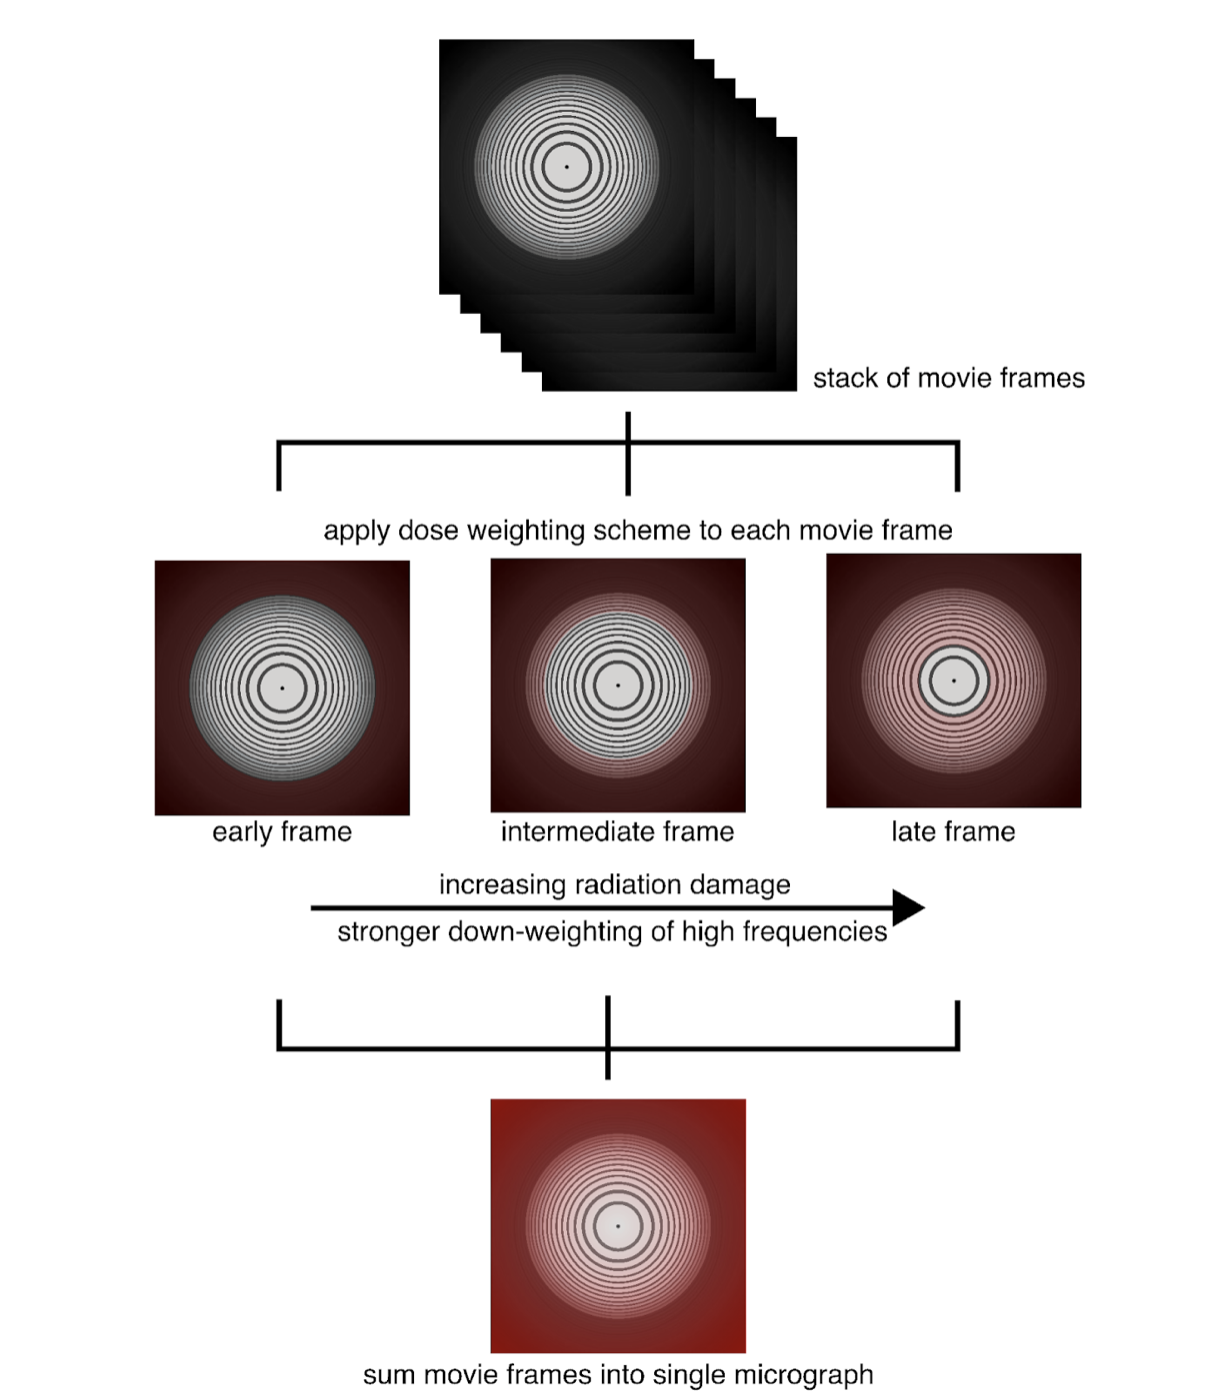 stack of movie frames
apply dose weighting scheme to each movie frame
early frame
intermediate frame
late frame
increasing radiation damage
stronger down-weighting of high frequencies
sum movie frames into single micrograph